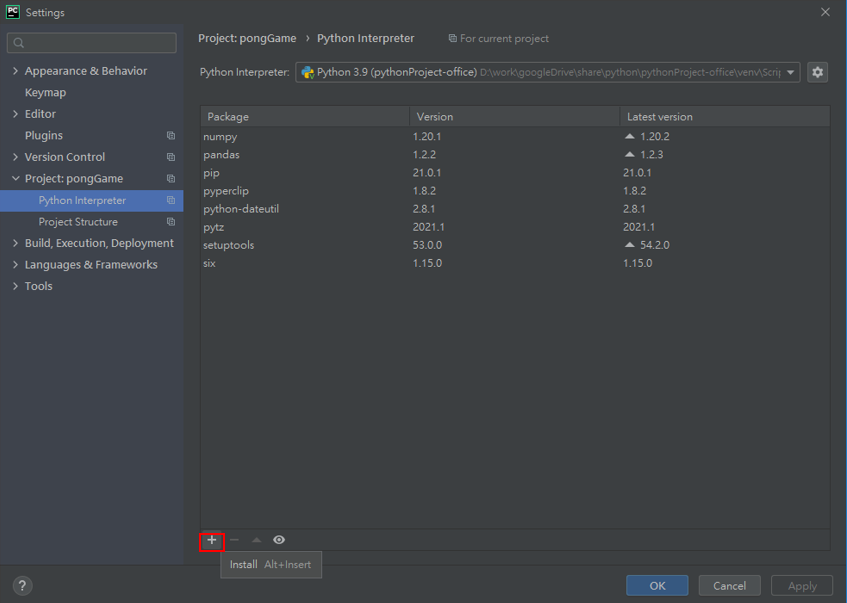 PC Settings
Project: pongGame › Python Interpreter For current project
Python Interpreter: Python 3.9 (pythonProject-office) D:\work\googleDrive\share\python\pythonProject-office\venv\Scrip
Appearance & Behavior
Keymap
Editor
Plugins
Version Control
Project: pongGame
Python Interpreter
Project Structure
Build, Execution, Deployment
Languages & Frameworks
Tools
Package Version Latest version
numpy 1.20.1 1.20.2
pandas 1.2.2 1.2.3
pip 21.0.1 21.0.1
pyperclip 1.8.2 1.8.2
python-dateutil 2.8.1 2.8.1
pytz 2021.1 2021.1
setuptools 53.0.0 54.2.0
six 1.15.0 1.15.0
Install Alt+Insert
? OK Cancel Apply